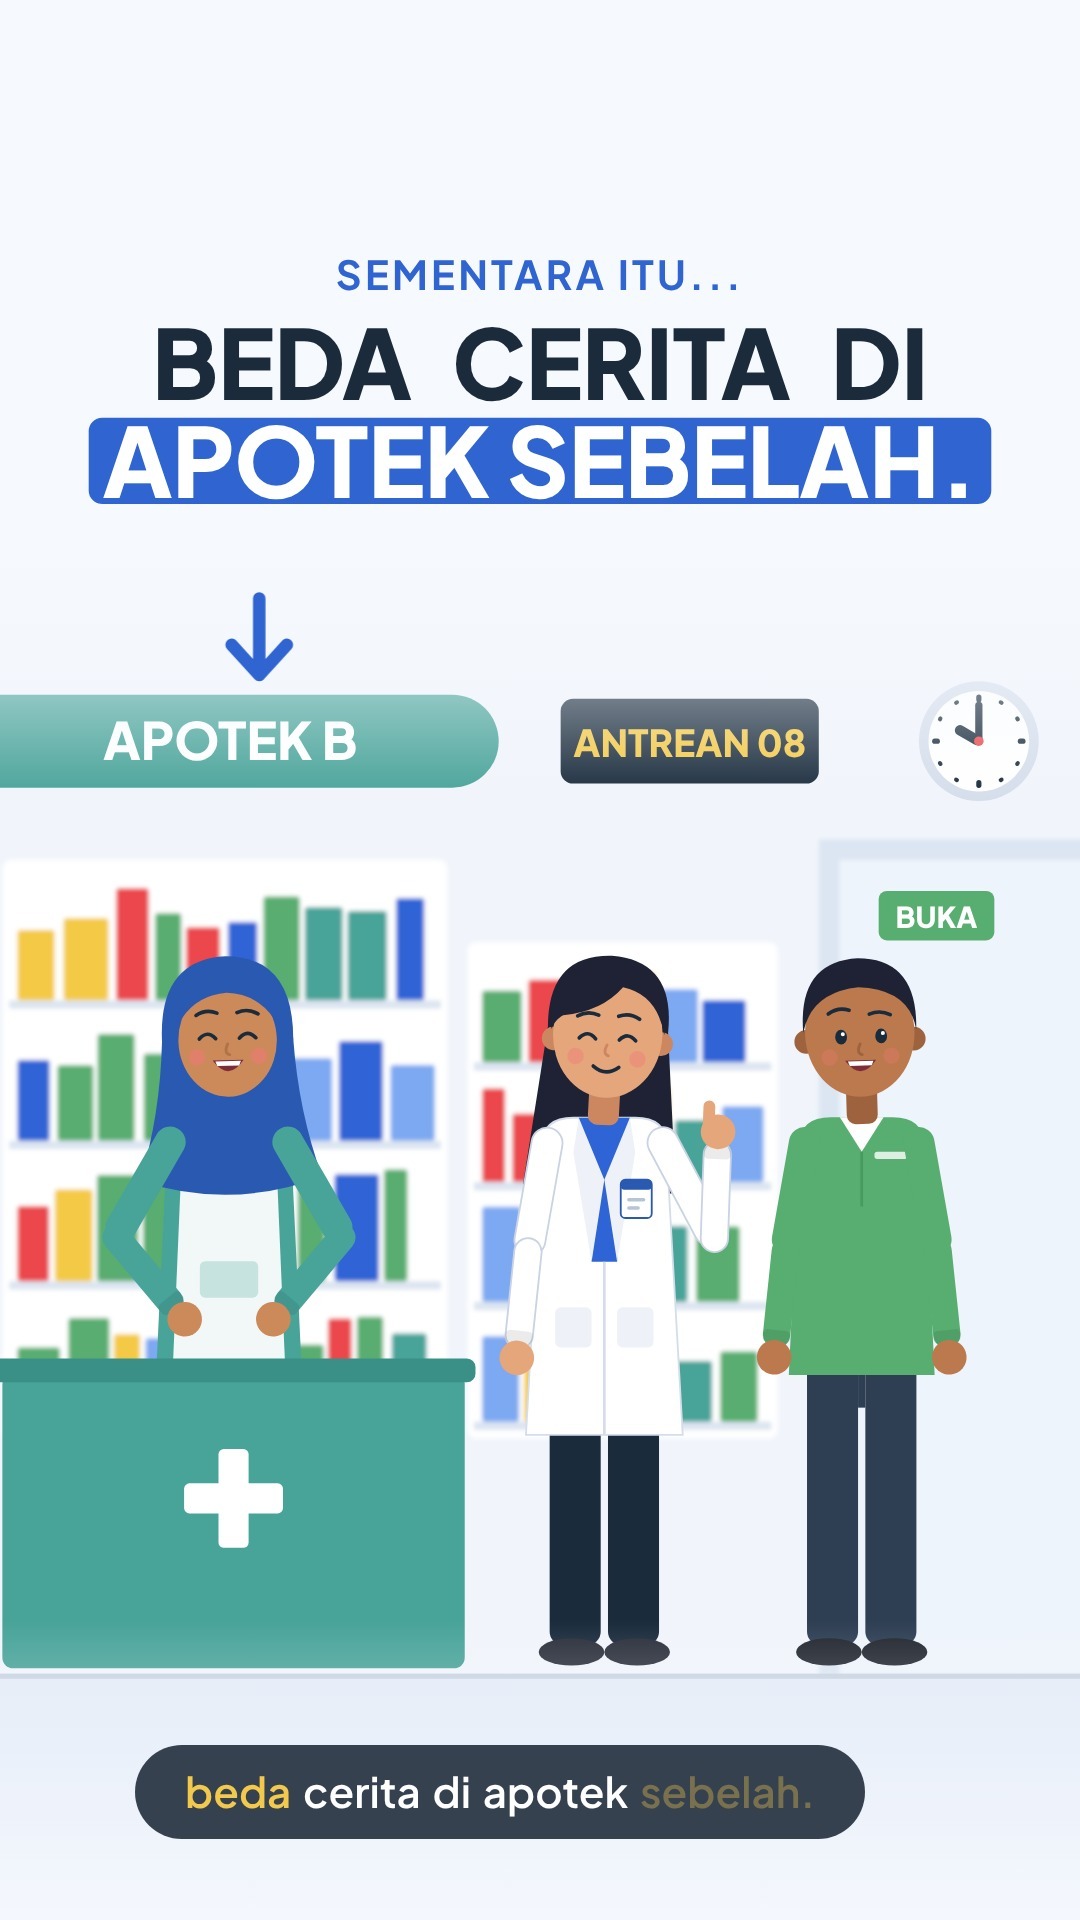 SEMENTARA ITU...
BEDA CERITA DI
APOTEK SEBELAH.
APOTEK B
ANTREAN 08
BUKA
beda cerita di apotek sebelah.